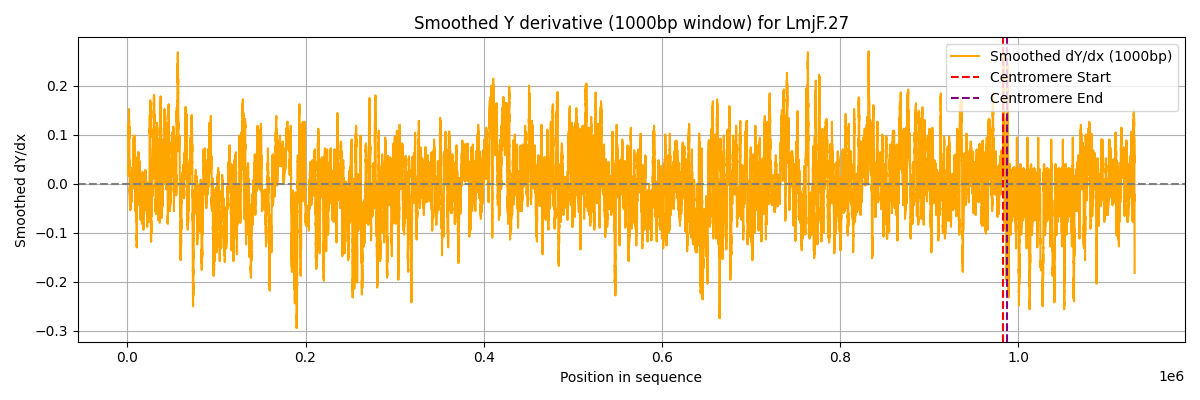 Smoothed Y derivative (1000bp window) for LmjF.27
Smoothed dY/dx
0.2
0.1
0.0
−0.1
−0.2
−0.3
Smoothed dY/dx (1000bp)
Centromere Start
Centromere End
0.0 0.2 0.4 0.6 0.8 1.0
1e6
Position in sequence